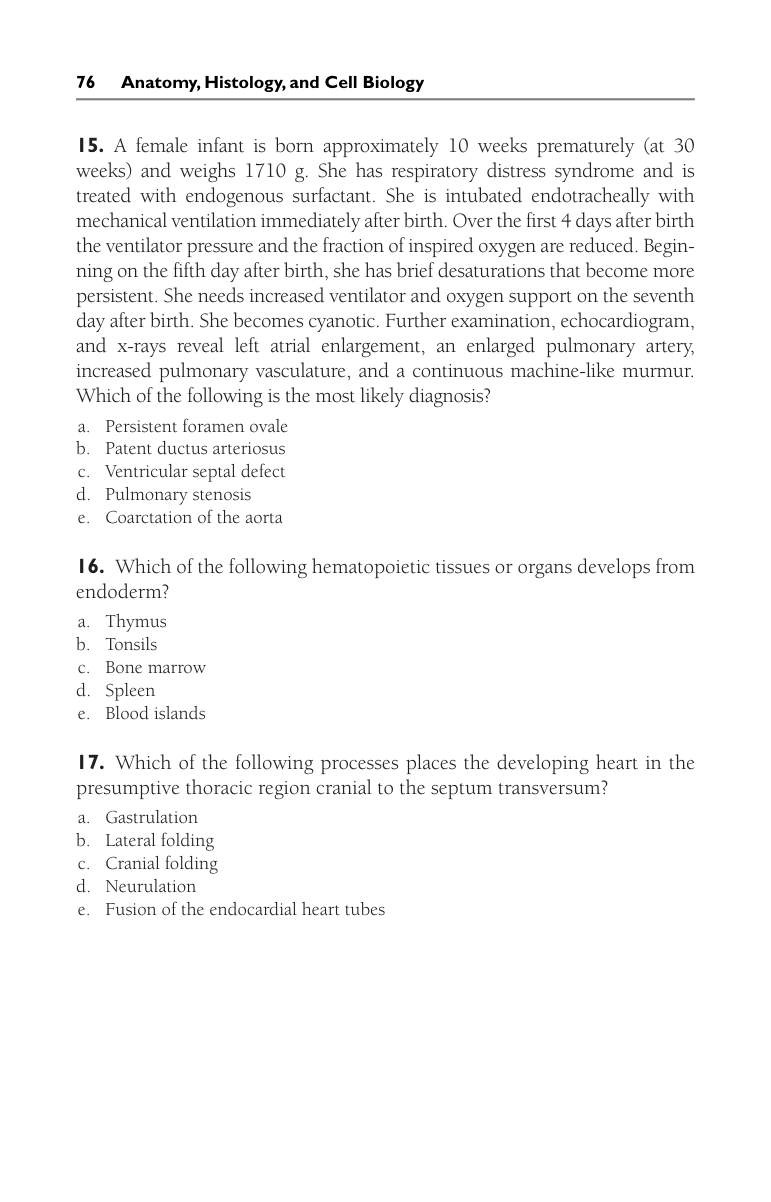 76 Anatomy, Histology, and Cell Biology
15. A female infant is born approximately 10 weeks prematurely (at 30
weeks) and weighs 1710 g. She has respiratory distress syndrome and is
treated with endogenous surfactant. She is intubated endotracheally with
mechanical ventilation immediately after birth. Over the first 4 days after birth
the ventilator pressure and the fraction of inspired oxygen are reduced. Begin-
ning on the fifth day after birth, she has brief desaturations that become more
persistent. She needs increased ventilator and oxygen support on the seventh
day after birth. She becomes cyanotic. Further examination, echocardiogram,
and x-rays reveal left atrial enlargement, an enlarged pulmonary artery,
increased pulmonary vasculature, and a continuous machine-like murmur.
Which of the following is the most likely diagnosis?
a. Persistent foramen ovale
b. Patent ductus arteriosus
c. Ventricular septal defect
d. Pulmonary stenosis
e. Coarctation of the aorta
16. Which of the following hematopoietic tissues or organs develops from
endoderm?
a. Thymus
b. Tonsils
c. Bone marrow
d. Spleen
e. Blood islands
17. Which of the following processes places the developing heart in the
presumptive thoracic region cranial to the septum transversum?
a. Gastrulation
b. Lateral folding
c. Cranial folding
d. Neurulation
e. Fusion of the endocardial heart tubes